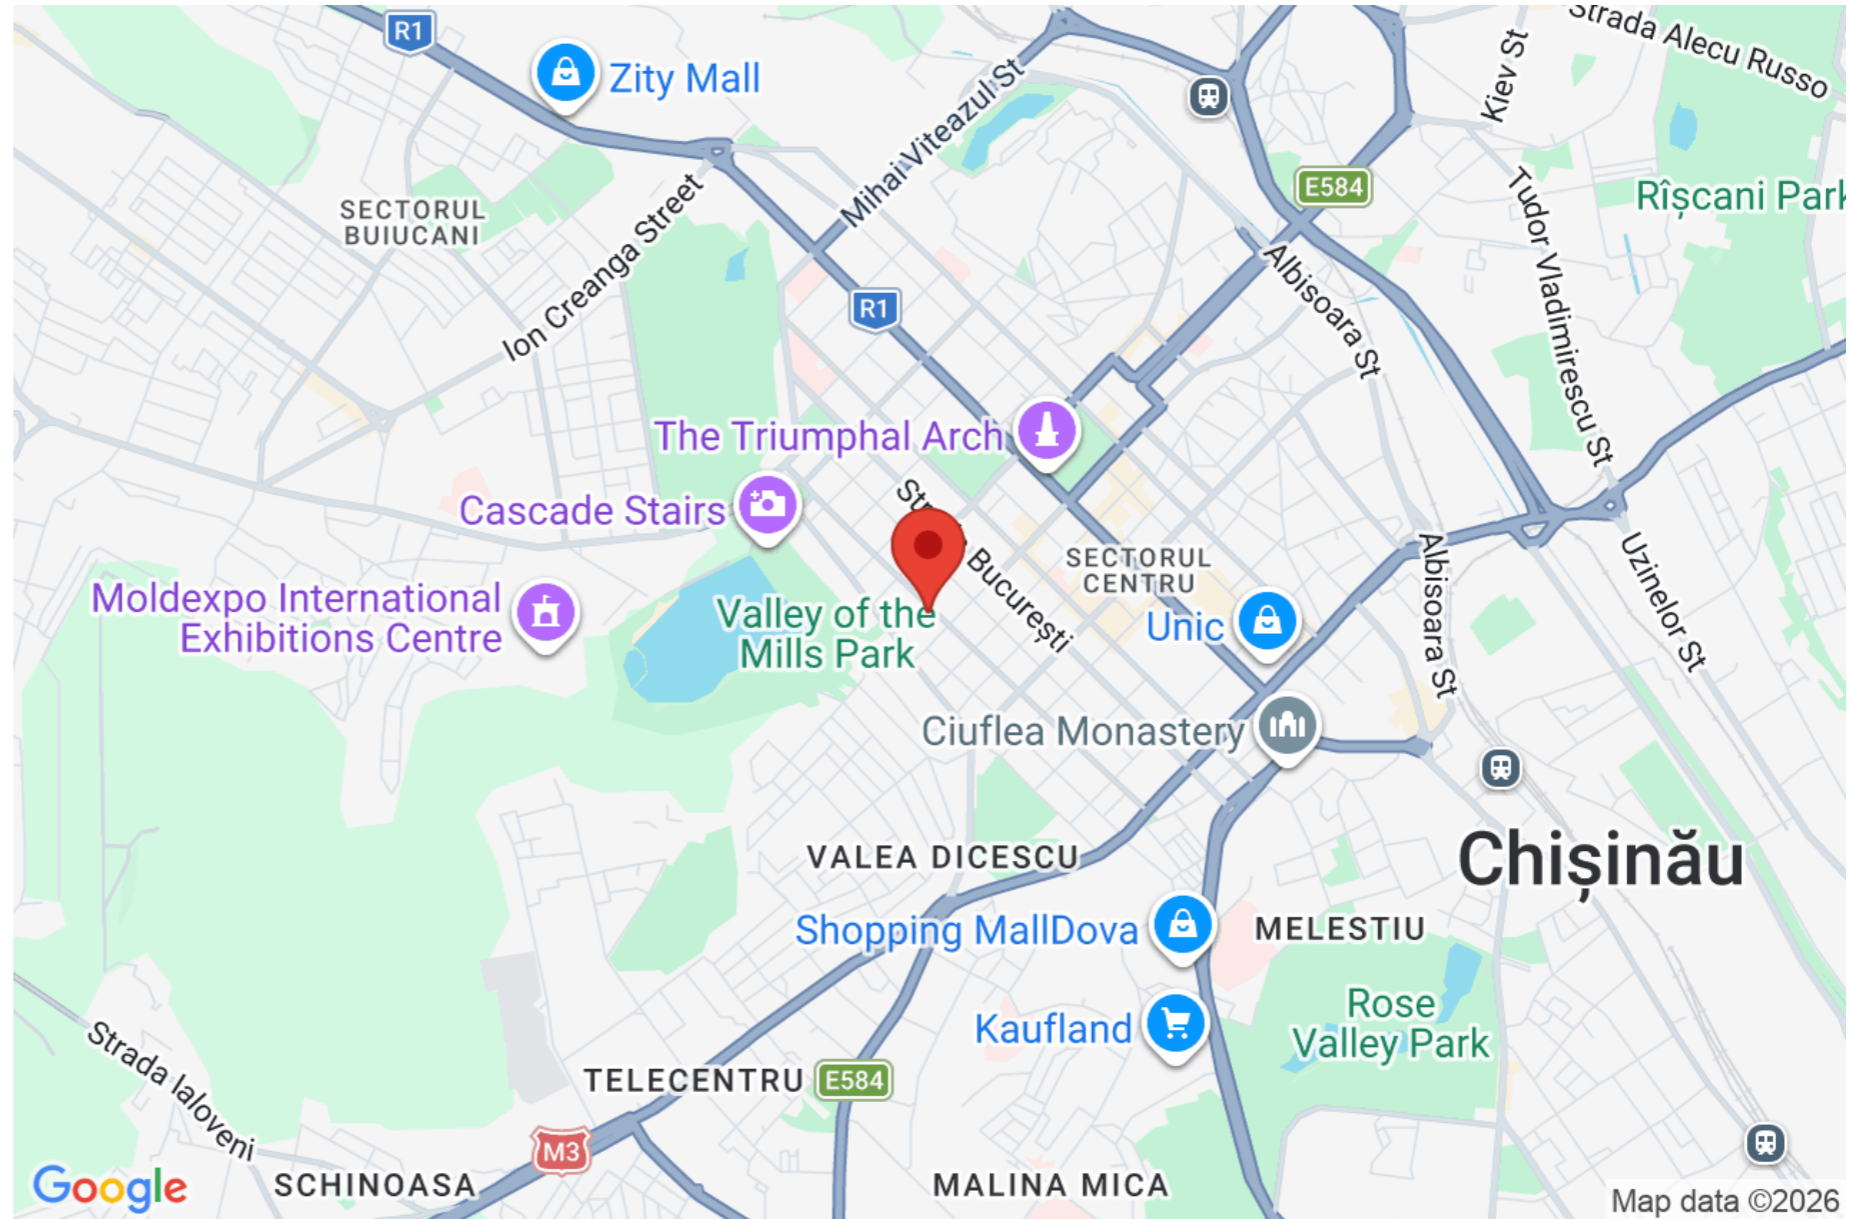 R1
Zity Mall
Strada Alecu Russo
Kiev St
Mihai Viteazul St
E584
Rîșcani Park
SECTORUL
BUIUCANI
Ion Creanga Street
Tudor Vladimirescu St
Albisoara St
R1
The Triumphal Arch
Cascade Stairs
Strada București
SECTORUL
CENTRU
Albisoara St
Uzinelor St
Moldexpo International
Exhibitions Centre
Valley of the
Mills Park
Unic
Ciuflea Monastery
Chișinău
VALEA DICESCU
Shopping MallDova
MELESTIU
Rose
Valley Park
Kaufland
Strada Ialoveni
TELECENTRU
E584
M3
SCHINOASA
MALINA MICA
Google
Map data ©2026